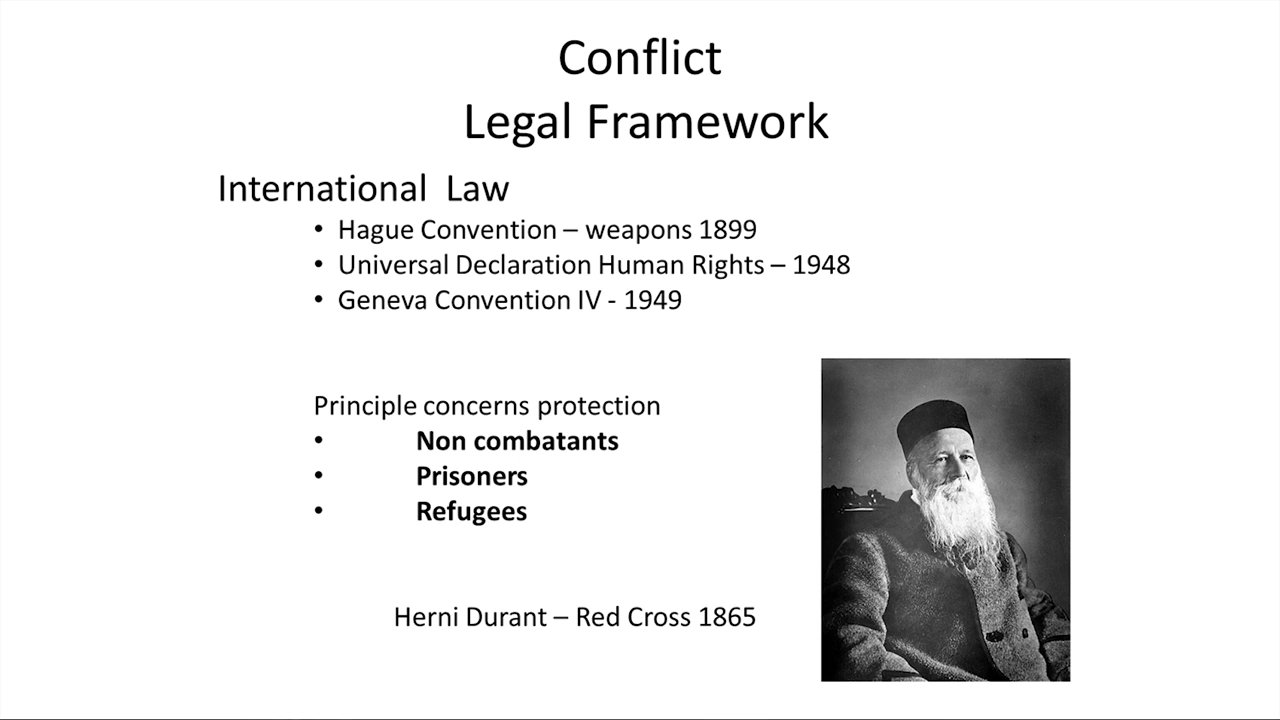 Conflict
Legal Framework
International Law
• Hague Convention – weapons 1899
• Universal Declaration Human Rights – 1948
• Geneva Convention IV - 1949
Principle concerns protection
• Non combatants
• Prisoners
• Refugees
Herni Durant – Red Cross 1865